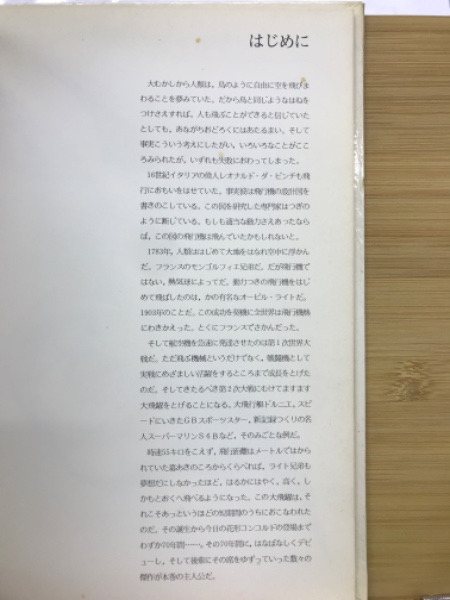 はじめに
大むかしから人類は、鳥のように自由に空を飛びま
わることを夢みていた。だから鳥と同じようなはねを
つけさえすれば、人も飛ぶことができると信じていた
としても、あながちおどろくにはあたるまい。そして
事実こういう考えにしたがい、いろいろなことがここ
ろみられたが、いずれも失敗におわってしまった。
16世紀イタリアの偉人レオナルド・ダ・ビンチも飛
行におもいをはせていた。事実彼は飛行機の設計図を
書きのこしている。この図を研究した専門家はつぎの
ように断じている。もしも適当な動力さえあったなら
ば、この図の飛行機は飛んでいたかもしれないと。
1783年、人類ははじめて大地をはなれ空中に浮かん
だ。フランスのモンゴルフィエ兄弟だ。だが飛行機で
はない、熱気球によってだ。動力つきの飛行機をはじ
めて飛ばしたのは、かの有名なオービル・ライトだ。
1903年のことだ。この成功を契機に全世界は飛行機熱
にわきかえった。とくにフランスでさかんだった。
そして航空機を急速に発達させたのは第1次世界大
戦だ。ただ飛ぶ機械というだけでなく、戦闘機として
実戦にめざましい活躍をするところまで成長をとげた
のだ。そしてきたるべき第2次大戦にむけてますます
大飛躍をとげることになる。大飛行艇ドルニエ、スピ
ードにいきたGBスポーツスター、新記録つくりの名
人スーパーマリンS4Bなど、そのみごとな例だ。
時速55キロをこえず、飛行距離はメートルではから
れていた幕あきのころからくらべれば、ライト兄弟も
夢想だにしなかったほど、はるかにはやく、高く、し
かもとおくへ飛べるようになった。この大飛躍は、そ
れこそあっというほどの短期間のうちにおこなわれた
のだ。その誕生から今日の花形コンコルドの登場まで
わずか70年間……。その70年間に、はなばなしくデビ
ューし、そして後輩にその席をゆずっていった数々の
傑作が本巻の主人公だ。